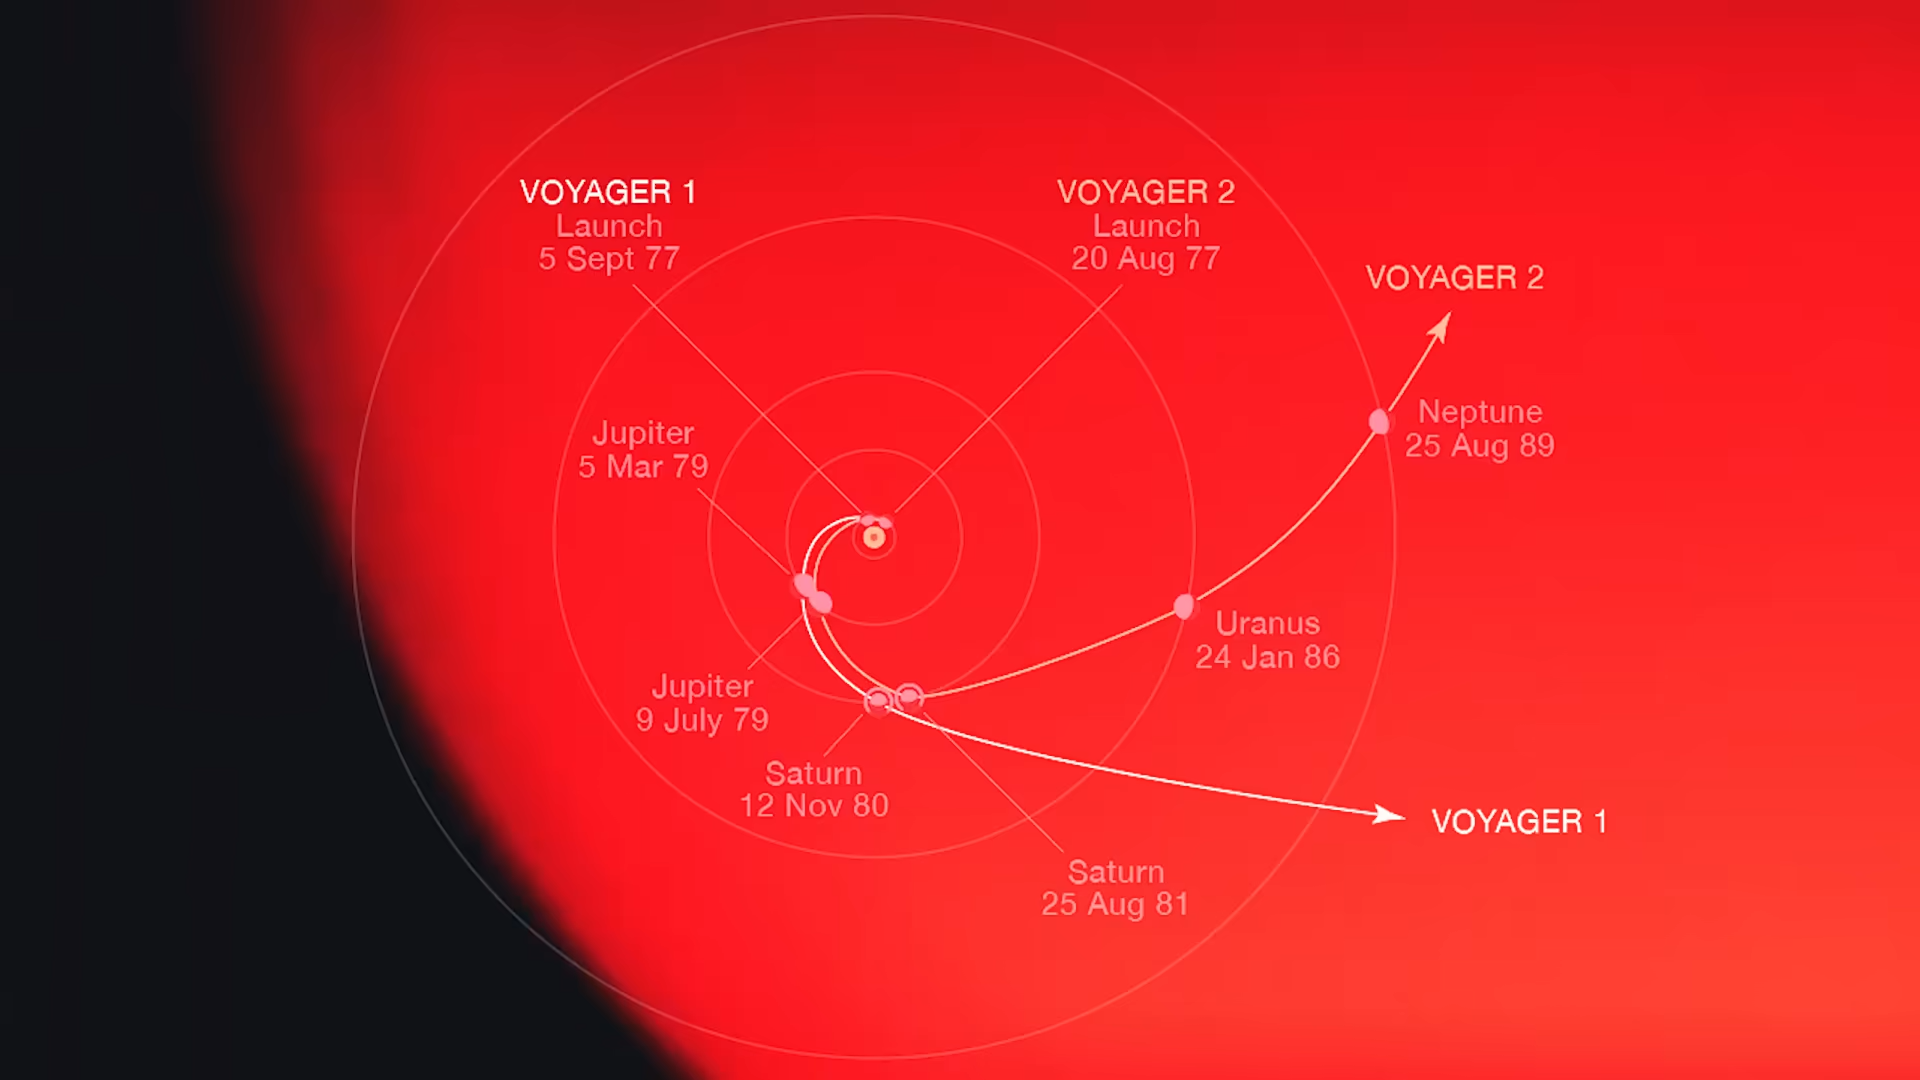 VOYAGER 1
Launch
5 Sept 77
VOYAGER 2
Launch
20 Aug 77
VOYAGER 2
Neptune
25 Aug 89
Jupiter
5 Mar 79
Uranus
24 Jan 86
Jupiter
9 July 79
Saturn
12 Nov 80
VOYAGER 1
Saturn
25 Aug 81